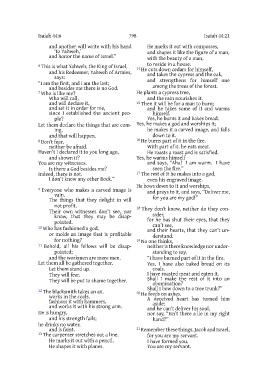 Isaiah 44:6
798
Isaiah 44:21
and another will write with his hand
‘to Yahweh,’
and honor the name of Israel.”
6 This is what Yahweh, the King of Israel,
and his Redeemer, Yahweh of Armies,
says:
“I am the first, and I am the last;
and besides me there is no God.
7 Who is like me?
Who will call,
and will declare it,
and set it in order for me,
since I established the ancient people?
Let them declare the things that are coming,
and that will happen.
8 Don’t fear,
neither be afraid.
Haven’t I declared it to you long ago,
and shown it?
You are my witnesses.
Is there a God besides me?
Indeed, there is not.
I don’t know any other Rock.”
9 Everyone who makes a carved image is
vain.
The things that they delight in will
not profit.
Their own witnesses don’t see, nor
know, that they may be disappointed.
10 Who has fashioned a god,
or molds an image that is profitable
for nothing?
11 Behold, all his fellows will be disappointed;
and the workmen are mere men.
Let them all be gathered together.
Let them stand up.
They will fear.
They will be put to shame together.
12 The blacksmith takes an ax,
works in the coals,
fashions it with hammers,
and works it with his strong arm.
He is hungry,
and his strength fails;
he drinks no water,
and is faint.
13 The carpenter stretches out a line.
He marks it out with a pencil.
He shapes it with planes.
He marks it out with compasses,
and shapes it like the figure of a man,
with the beauty of a man,
to reside in a house.
14 He cuts down cedars for himself,
and takes the cypress and the oak,
and strengthens for himself one
among the trees of the forest.
He plants a cypress tree,
and the rain nourishes it.
15 Then it will be for a man to burn;
and he takes some of it and warms
himself.
Yes, he burns it and bakes bread.
Yes, he makes a god and worships it;
he makes it a carved image, and falls
down to it.
16 He burns part of it in the fire.
With part of it, he eats meat.
He roasts a roast and is satisfied.
Yes, he warms himself
and says, “Aha! I am warm. I have
seen the fire.”
17 The rest of it he makes into a god,
even his engraved image.
He bows down to it and worships,
and prays to it, and says, “Deliver me,
for you are my god!”
18 They don’t know, neither do they consider,
for he has shut their eyes, that they
can’t see,
and their hearts, that they can’t understand.
19 No one thinks,
neither is there knowledge nor understanding to say,
“I have burned part of it in the fire.
Yes, I have also baked bread on its
coals.
I have roasted meat and eaten it.
Shall I make the rest of it into an
abomination?
Shall I bow down to a tree trunk?”
20 He feeds on ashes.
A deceived heart has turned him
aside;
and he can’t deliver his soul,
nor say, “Isn’t there a lie in my right
hand?”
21 Remember these things, Jacob and Israel,
for you are my servant.
I have formed you.
You are my servant.